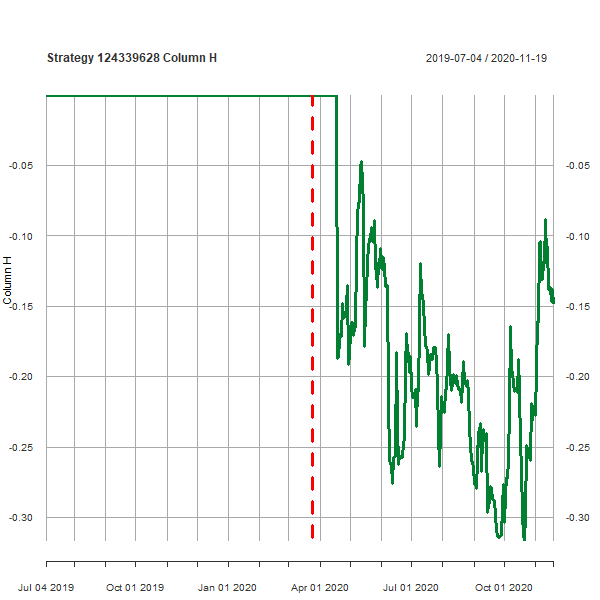 Strategy 124339628 Column H
2019-07-04 / 2020-11-19
Column H
-0.05
-0.10
-0.15
-0.20
-0.25
-0.30
-0.05
-0.10
-0.15
-0.20
-0.25
-0.30
Jul 04 2019
Oct 01 2019
Jan 01 2020
Apr 01 2020
Jul 01 2020
Oct 01 2020